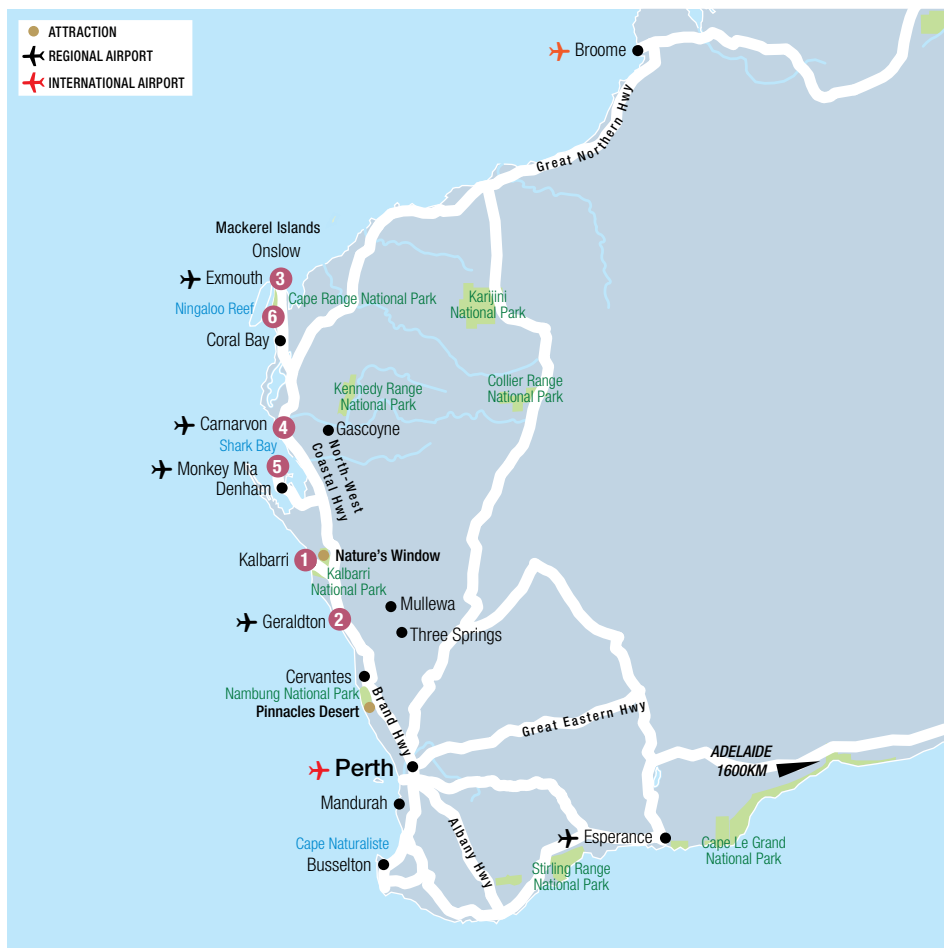 ATTRACTION
REGIONAL AIRPORT
INTERNATIONAL AIRPORT
Broome
Great Northern Hwy
Mackerel Islands
Onslow
Exmouth
3
Cape Range National Park
Ningaloo Reef
6
Coral Bay
Karijini
National Park
Kennedy Range
National Park
Collier Range
National Park
Carnarvon
4
Gascoyne
Shark Bay
North-West
Coastal Hwy
Monkey Mia
5
Denham
Kalbarri
1
Nature's Window
Kalbarri
National Park
Mullewa
Geraldton
2
Three Springs
Cervantes
Nambung National Park
Pinnacles Desert
Brand Hwy
Great Eastern Hwy
Perth
ADELAIDE
1600KM
Mandurah
Albany Hwy
Esperance
Cape Naturaliste
Busselton
Cape Le Grand
National Park
Stirling Range
National Park